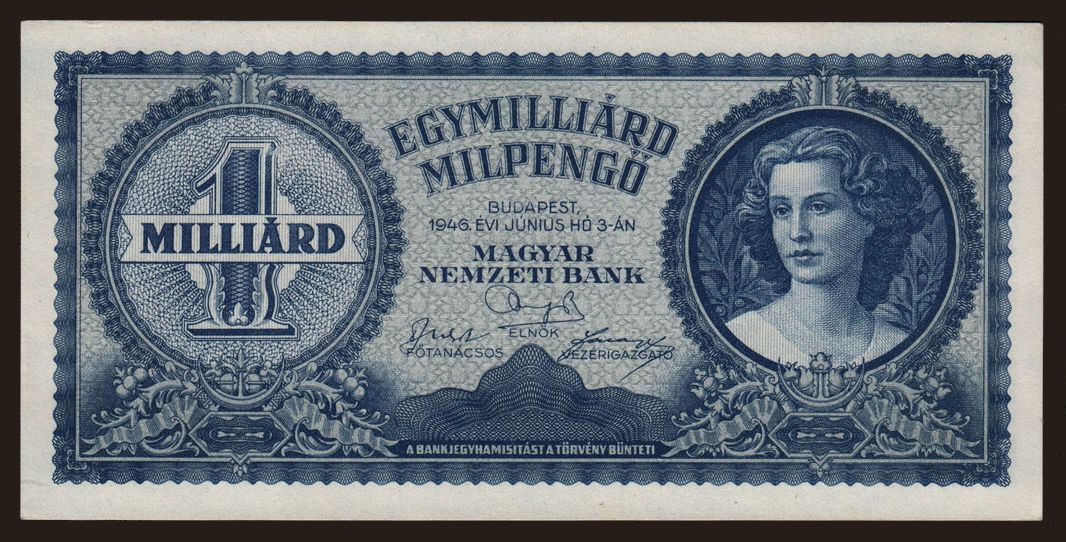 1
MILLIÁRD
EGYMILLIÁRD
MILPENGŐ
BUDAPEST,
1946. ÉVI JÚNIUS HÓ 3-ÁN
MAGYAR
NEMZETI BANK
ELNÖK
FŐTANÁCSOS VEZÉRIGAZGATÓ
A BANKJEGYHAMISITÁST A TÖRVÉNY BÜNTETI